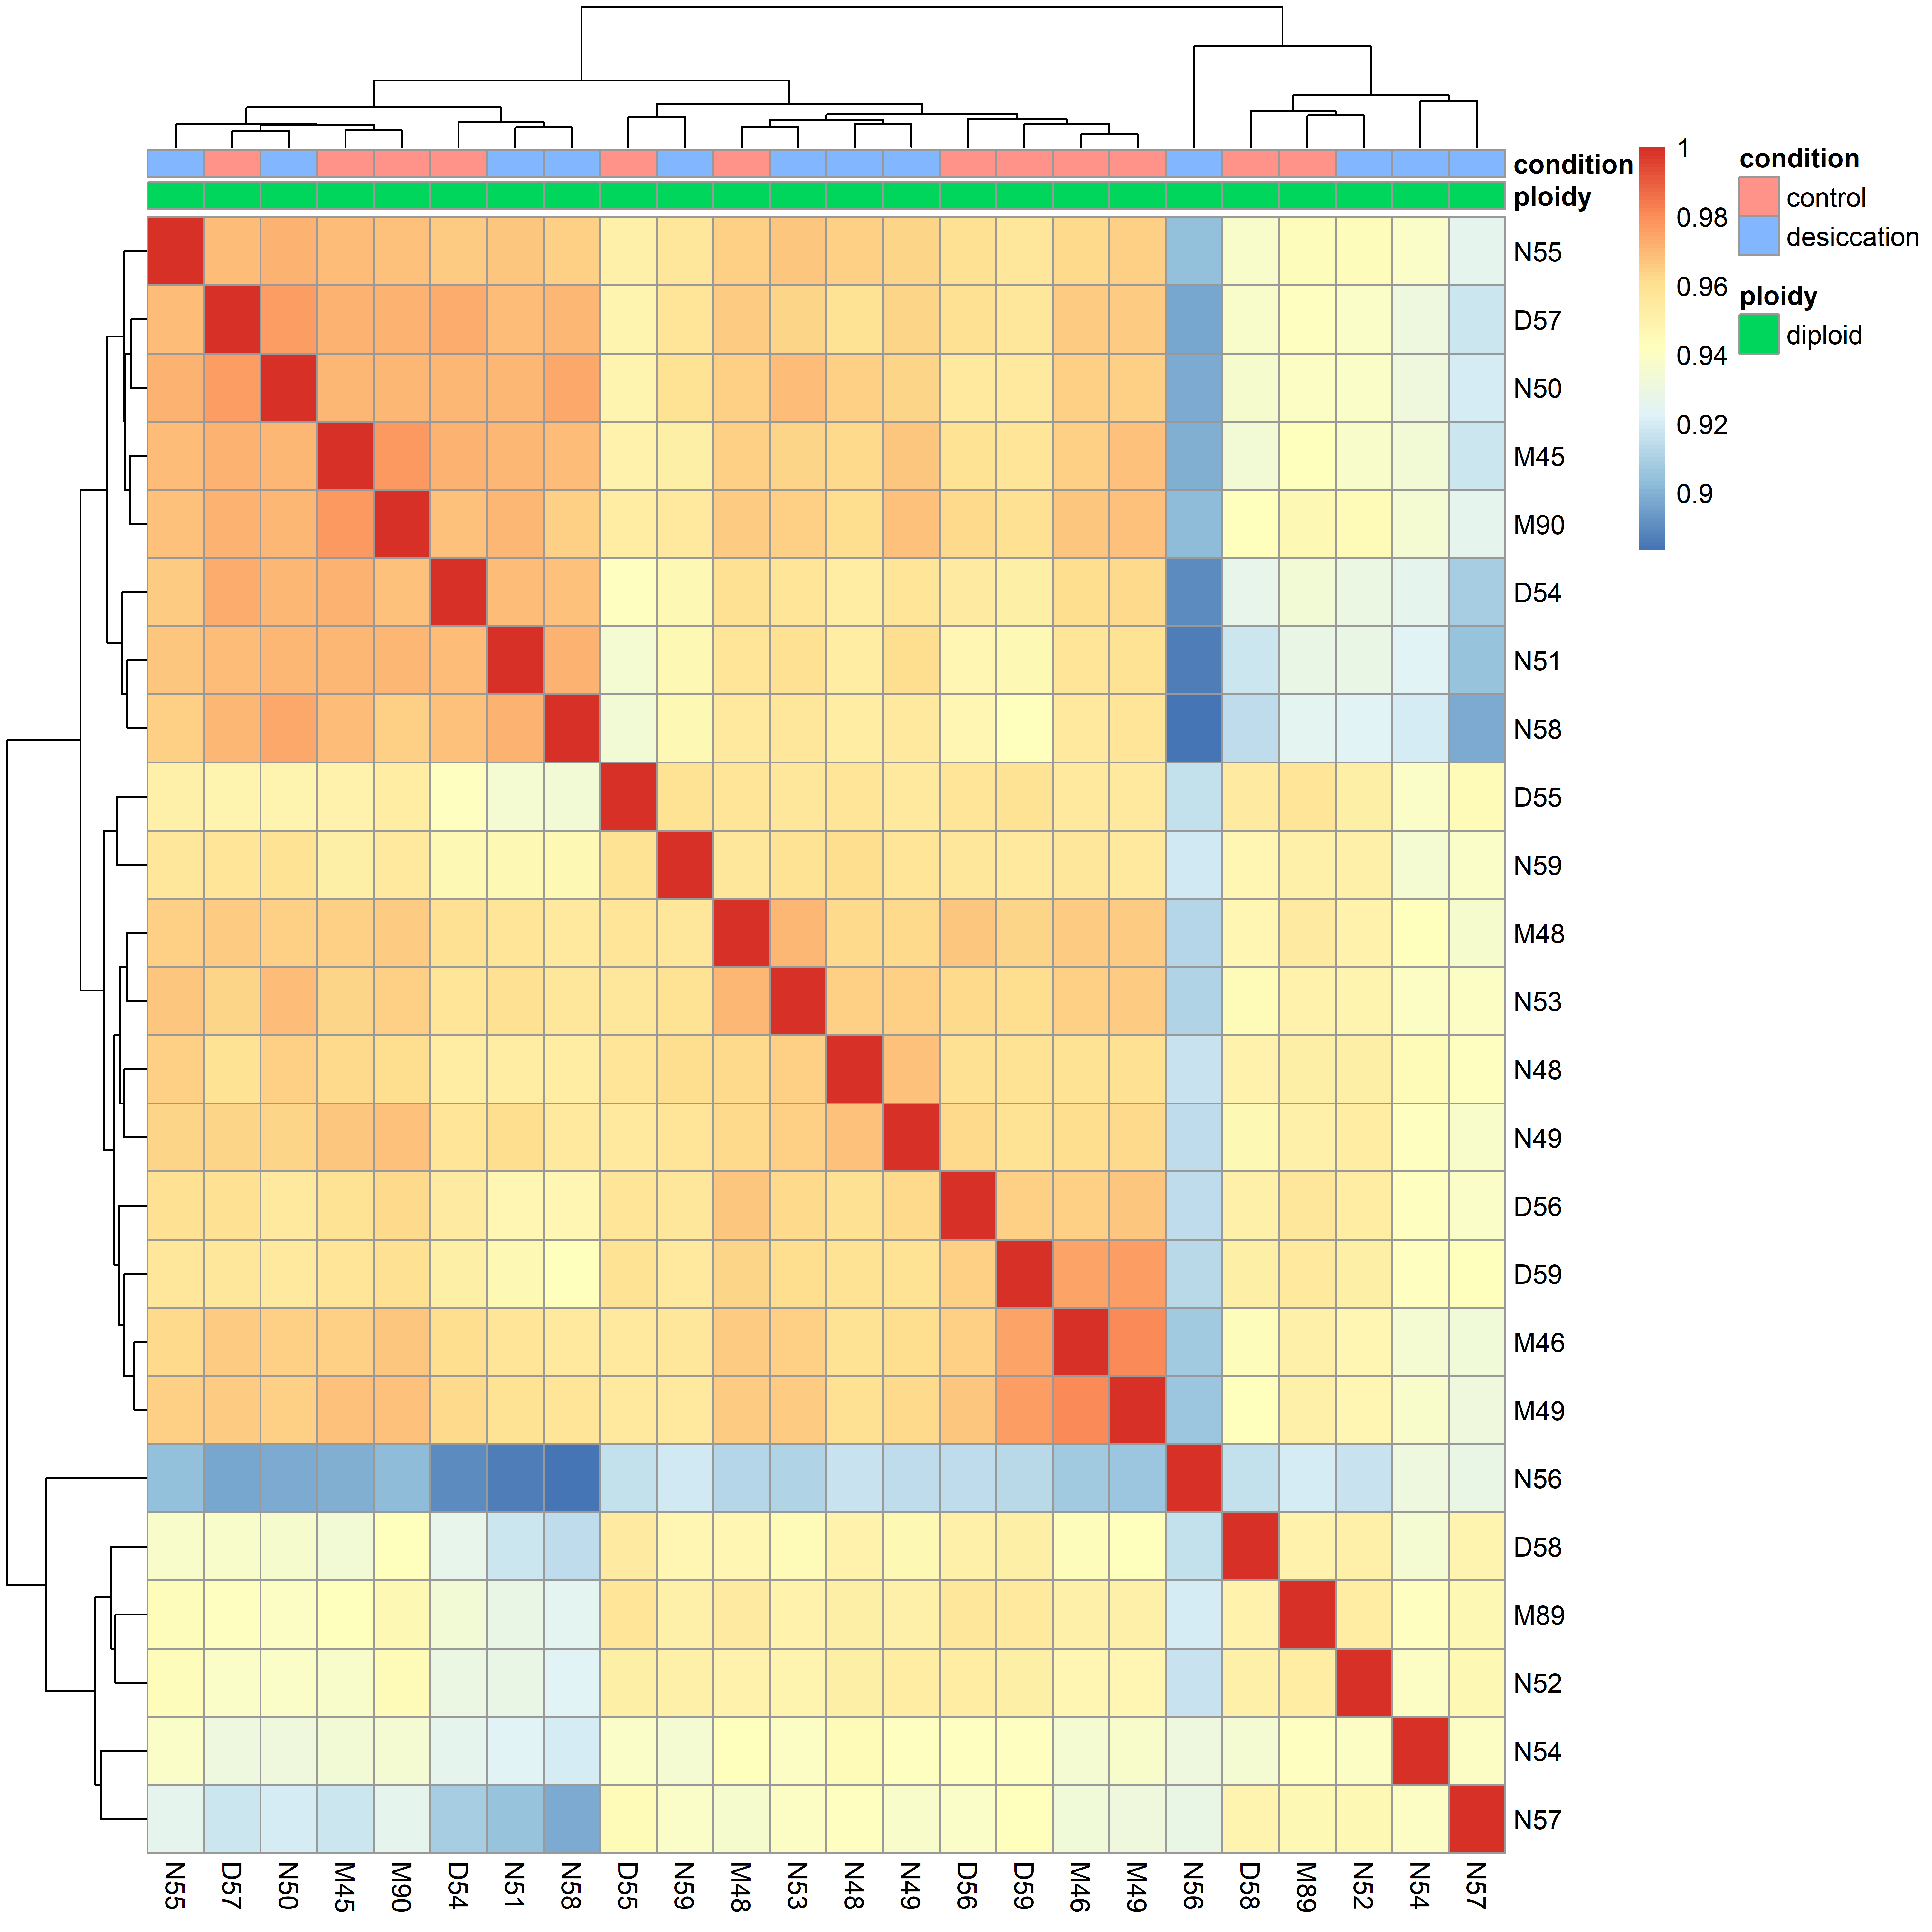 condition
ploidy
N55
D57
N50
M45
M90
D54
N51
N58
D55
N59
M48
N53
N48
N49
D56
D59
M46
M49
N56
D58
M89
N52
N54
N57
N55 D57 N50 M45 M90 D54 N51 N58 D55 N59 M48 N53 N48 N49 D56 D59 M46 M49 N56 D58 M89 N52 N54 N57
1
0.98
0.96
0.94
0.92
0.9
condition
control
desiccation
ploidy
diploid